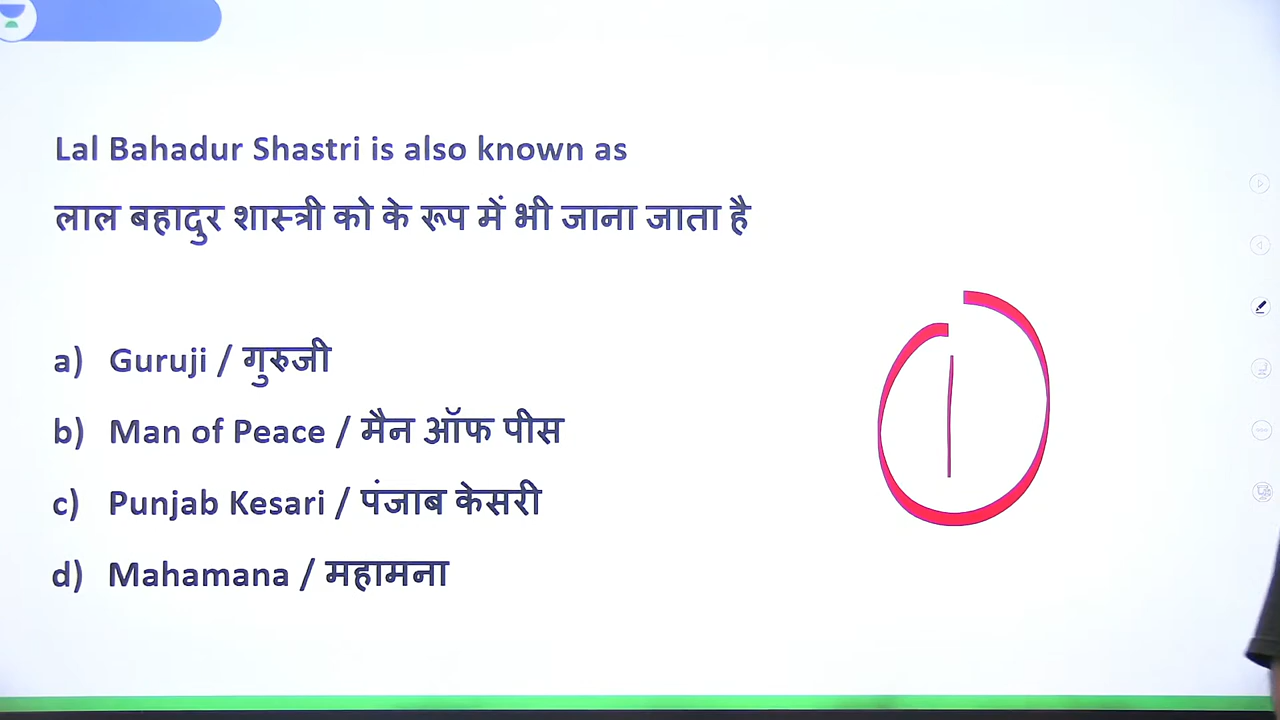 Lal Bahadur Shastri is also known as
लाल बहादुर शास्त्री को के रूप में भी जाना जाता है
a) Guruji / गुरुजी
b) Man of Peace / मैन ऑफ पीस
1
c) Punjab Kesari / पंजाब केसरी
d) Mahamana / महामना